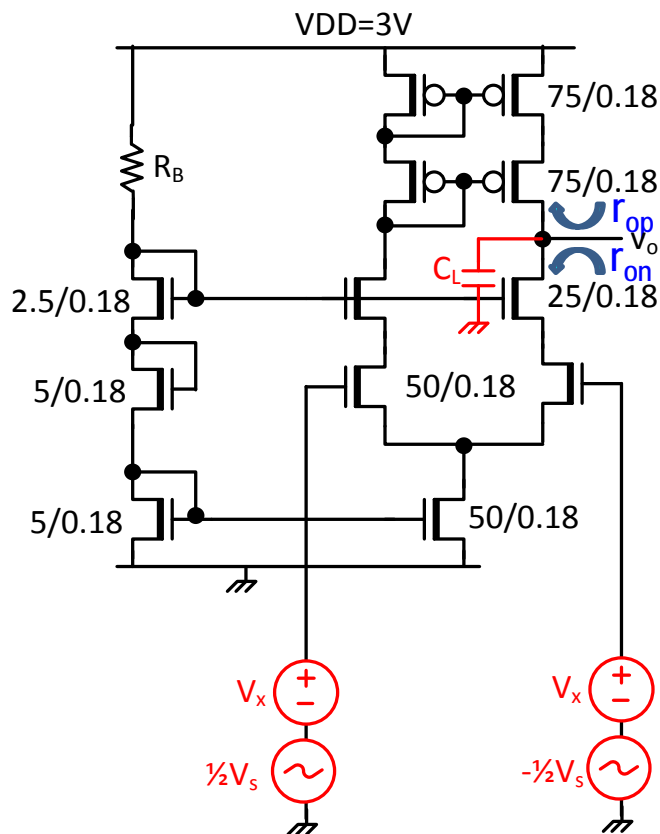 VDD=3V
75/0.18
R_B
75/0.18
r_op
v_o
r_on
C_L
2.5/0.18
25/0.18
5/0.18
50/0.18
5/0.18
50/0.18
V_x
+
−
V_x
+
−
½V_s
-½V_s